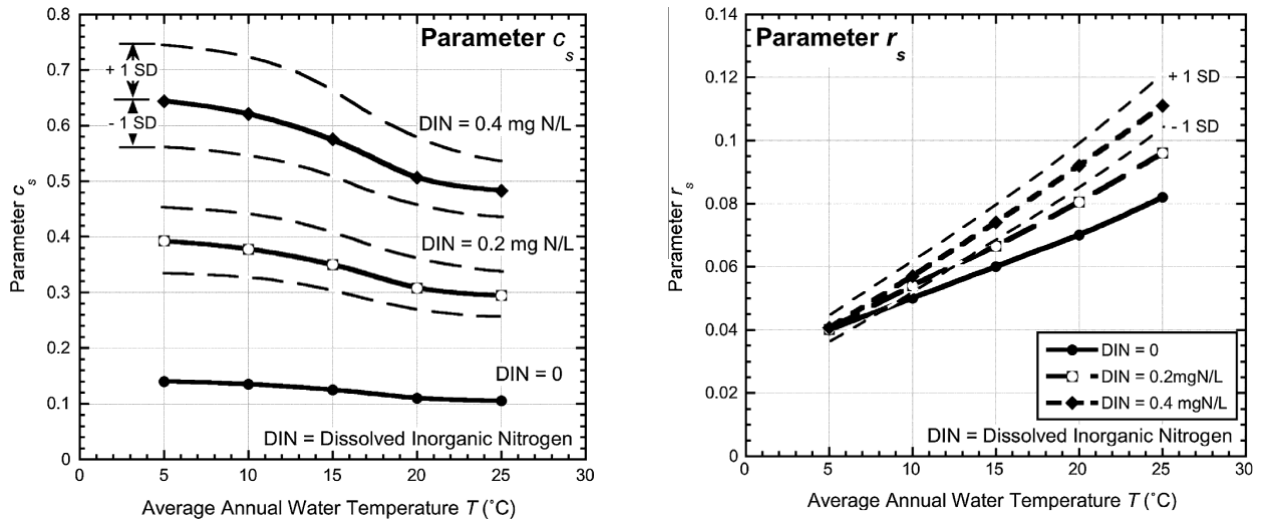 Parameter c_s
0.8
0.7
0.6
0.5
0.4
0.3
0.2
0.1
0
+ 1 SD
- 1 SD
DIN = 0.4 mg N/L
DIN = 0.2 mg N/L
DIN = 0
DIN = Dissolved Inorganic Nitrogen
Parameter c_s
0 5 10 15 20 25 30
Average Annual Water Temperature T (˚C)
Parameter r_s
0.14
0.12
0.1
0.08
0.06
0.04
0.02
0
+ 1 SD
- 1 SD
DIN = 0
DIN = 0.2mgN/L
DIN = 0.4 mgN/L
DIN = Dissolved Inorganic Nitrogen
Parameter r_s
0 5 10 15 20 25 30
Average Annual Water Temperature T (˚C)